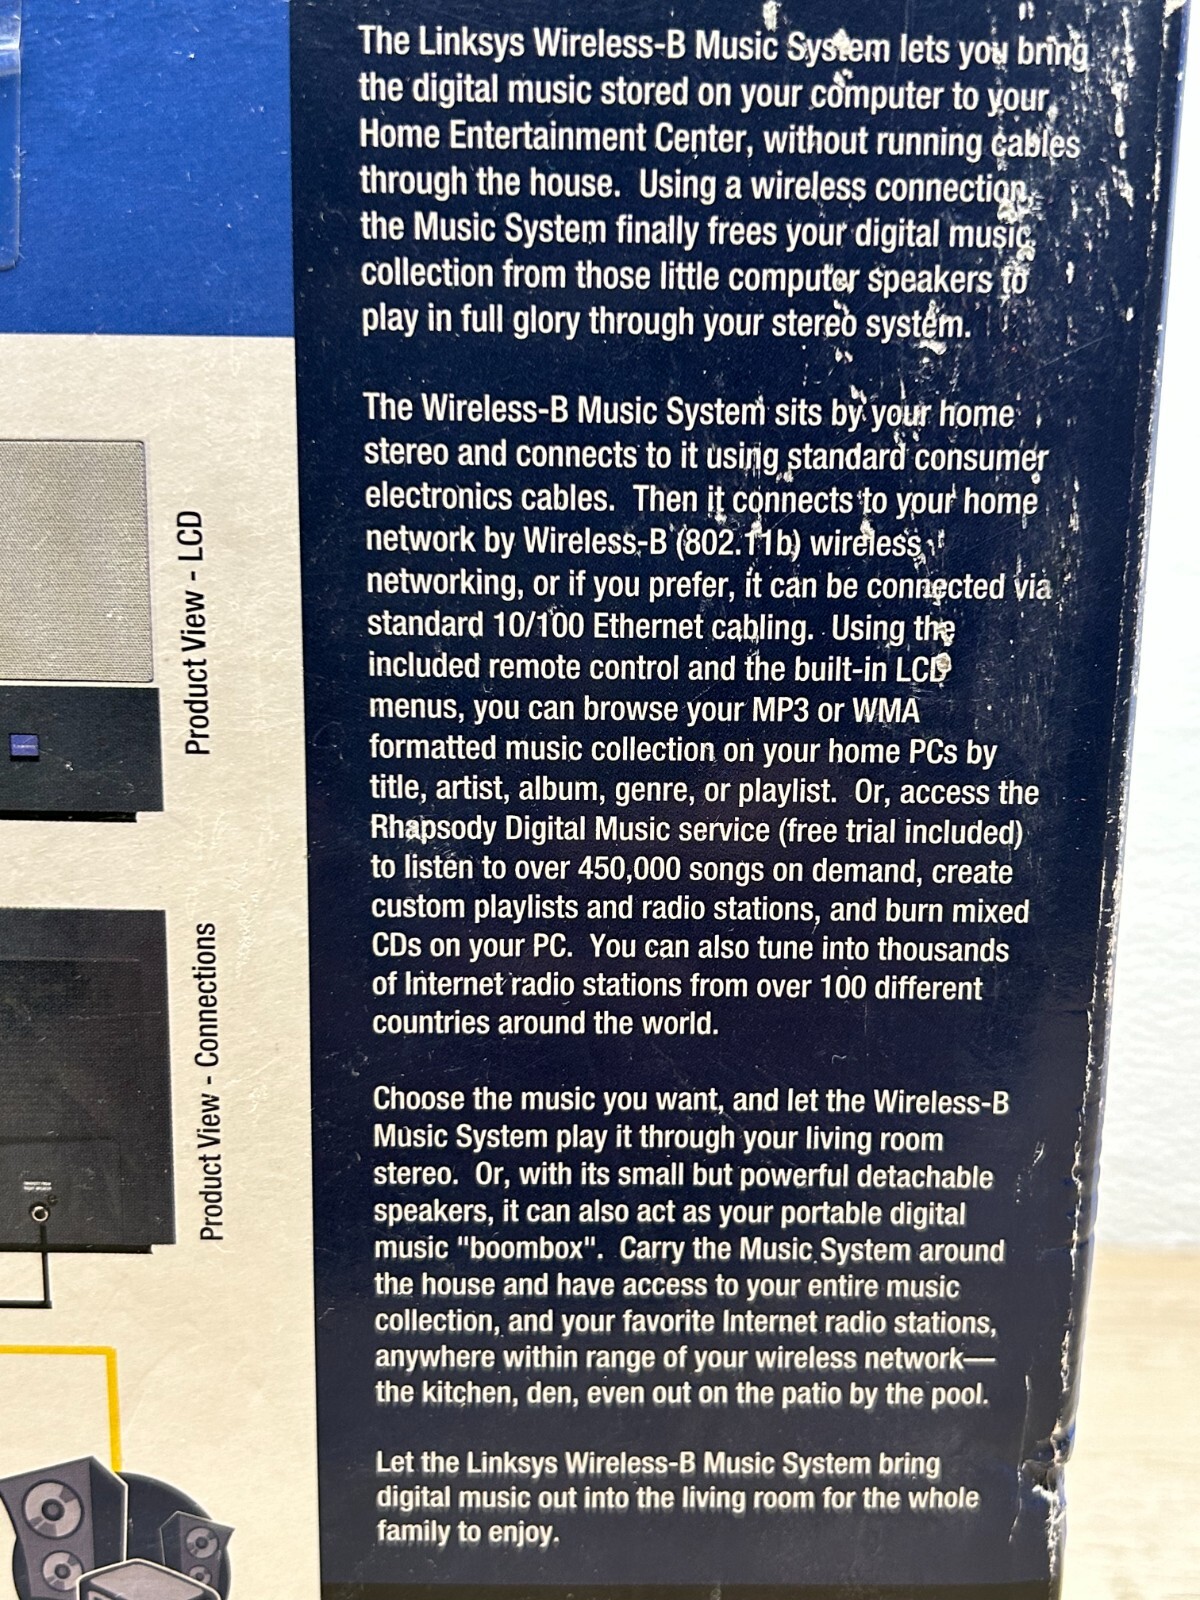 The Linksys Wireless-B Music System lets you bring
the digital music stored on your computer to your
Home Entertainment Center, without running cables
through the house.  Using a wireless connection,
the Music System finally frees your digital music
collection from those little computer speakers to
play in full glory through your stereo system.
The Wireless-B Music System sits by your home
stereo and connects to it using standard consumer
electronics cables.  Then it connects to your home
network by Wireless-B (802.11b) wireless
networking, or if you prefer, it can be connected via
standard 10/100 Ethernet cabling.  Using the
included remote control and the built-in LCD
menus, you can browse your MP3 or WMA
formatted music collection on your home PCs by
title, artist, album, genre, or playlist.  Or, access the
Rhapsody Digital Music service (free trial included)
to listen to over 450,000 songs on demand, create
custom playlists and radio stations, and burn mixed
CDs on your PC.  You can also tune into thousands
of Internet radio stations from over 100 different
countries around the world.
Choose the music you want, and let the Wireless-B
Music System play it through your living room
stereo.  Or, with its small but powerful detachable
speakers, it can also act as your portable digital
music "boombox".  Carry the Music System around
the house and have access to your entire music
collection, and your favorite Internet radio stations,
anywhere within range of your wireless network—
the kitchen, den, even out on the patio by the pool.
Let the Linksys Wireless-B Music System bring
digital music out into the living room for the whole
family to enjoy.
Product View - LCD
Product View - Connections